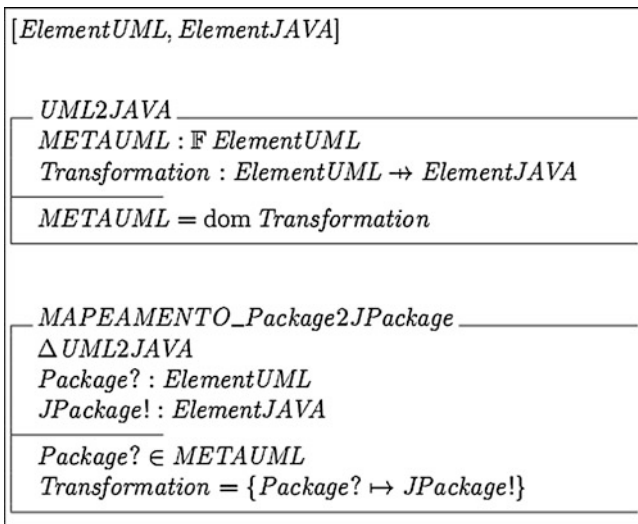 [ElementUML, ElementJAVA]
UML2JAVA
METAUML : 𝔽 ElementUML
Transformation : ElementUML ⇸ ElementJAVA
METAUML = dom Transformation
MAPEAMENTO_Package2JPackage
Δ UML2JAVA
Package? : ElementUML
JPackage! : ElementJAVA
Package? ∈ METAUML
Transformation = {Package? ↦ JPackage!}